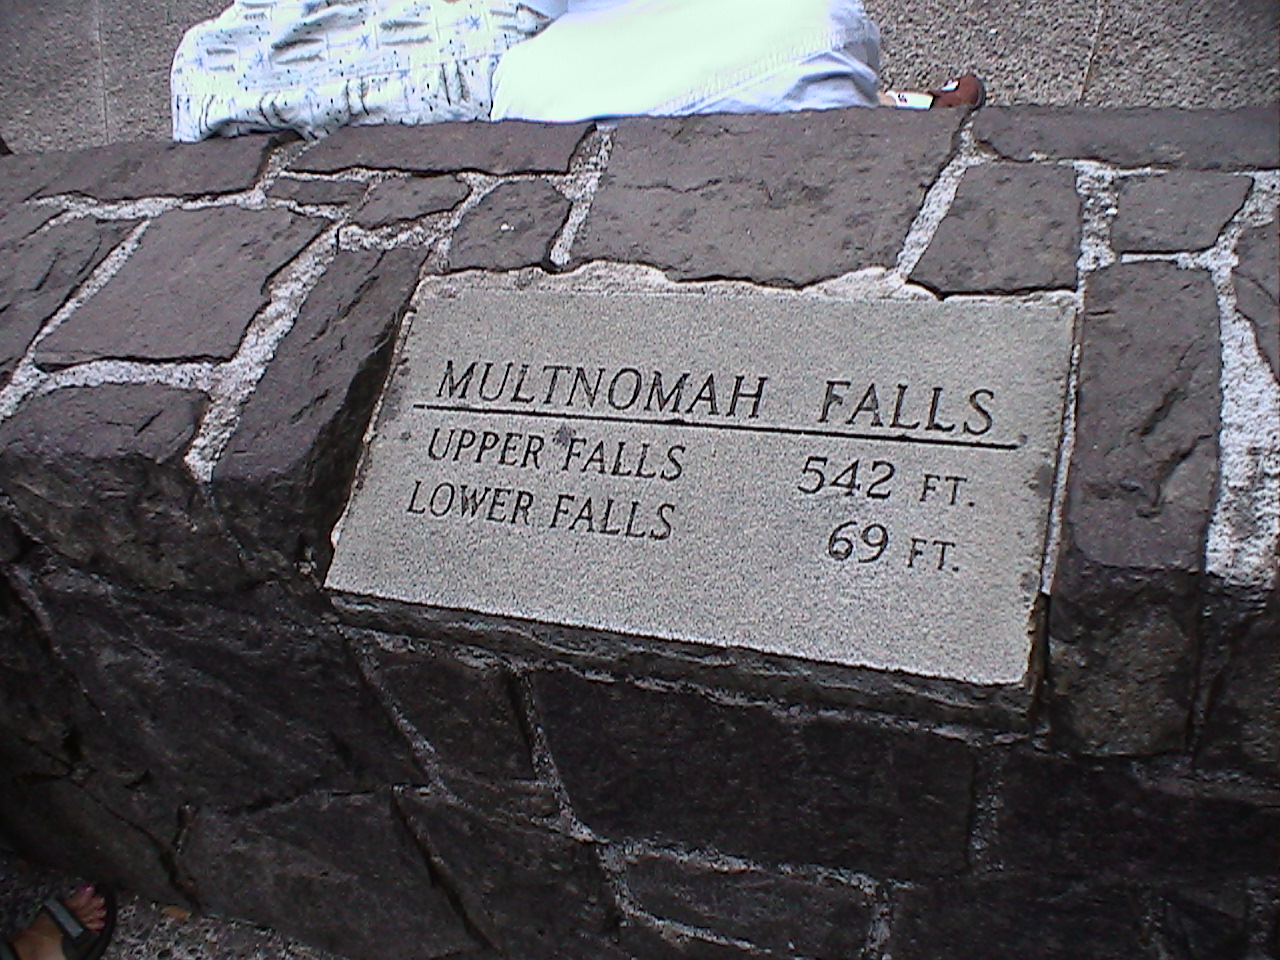 MULTNOMAH FALLS
UPPER FALLS 542 FT.
LOWER FALLS 69 FT.